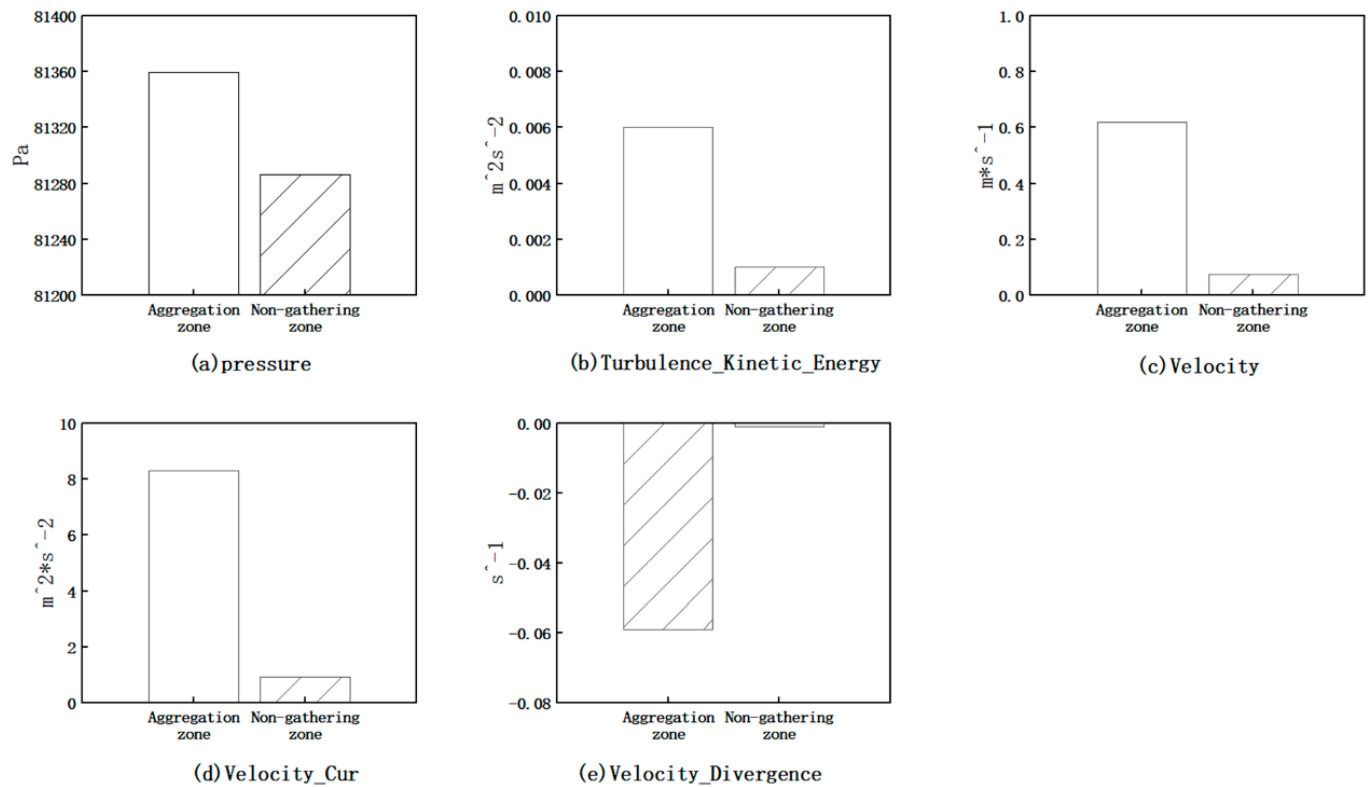 81400
81360
81320
81280
81240
81200
Pa
Aggregation zone
Non-gathering zone
(a)pressure
0.010
0.008
0.006
0.004
0.002
0.000
m^2s^-2
Aggregation zone
Non-gathering zone
(b)Turbulence_Kinetic_Energy
1.0
0.8
0.6
0.4
0.2
0.0
m*s^-1
Aggregation zone
Non-gathering zone
(c)Velocity
10
8
6
4
2
0
m^2*s^-2
Aggregation zone
Non-gathering zone
(d)Velocity_Cur
0.00
-0.02
-0.04
-0.06
-0.08
s^-1
Aggregation zone
Non-gathering zone
(e)Velocity_Divergence